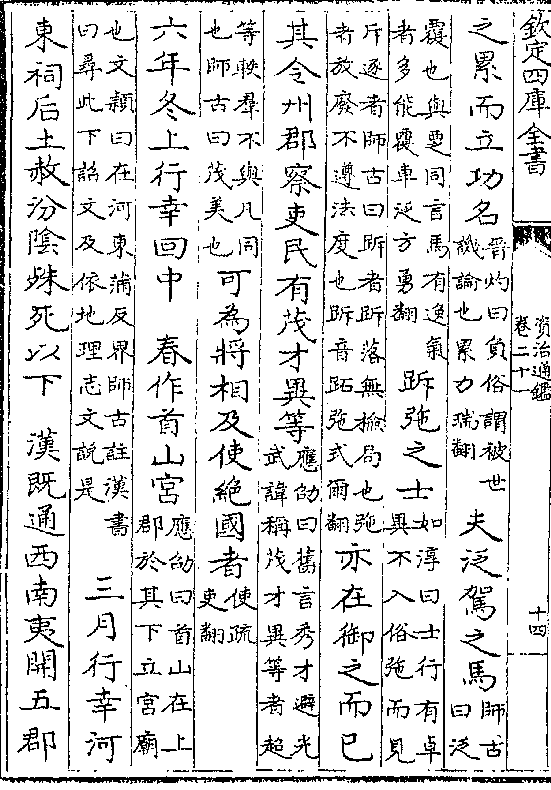 欽定四庫全書
資治通鑑
卷二十一
十四
之累而立功名晉灼曰負俗謂被世譏論也累力瑞翻夫泛駕之馬師古曰泛
覆也與覂同言馬有逸氣者多能覆車泛方勇翻跅弛之士如淳曰士行有卓異不入俗弛而見
斥逐者師古曰跅者跅落無檢局也弛者放廢不遵法度也跅音跖弛式爾翻亦在御之而已
其令州郡察吏民有茂才異等應劭曰舊言秀才避光武諱稱茂才異等者超
等軼羣不與凡同也師古曰茂美也可為將相及使絶國者使疏吏翻
六年冬上行幸回中 春作首山宮應劭曰首山在上郡於其下立宮廟
也文穎曰在河東蒲反界師古註漢書曰尋此下詔文及依地理志文說是 三月行幸河
東祠后土赦汾陰殊死以下 漢既通西南夷開五郡